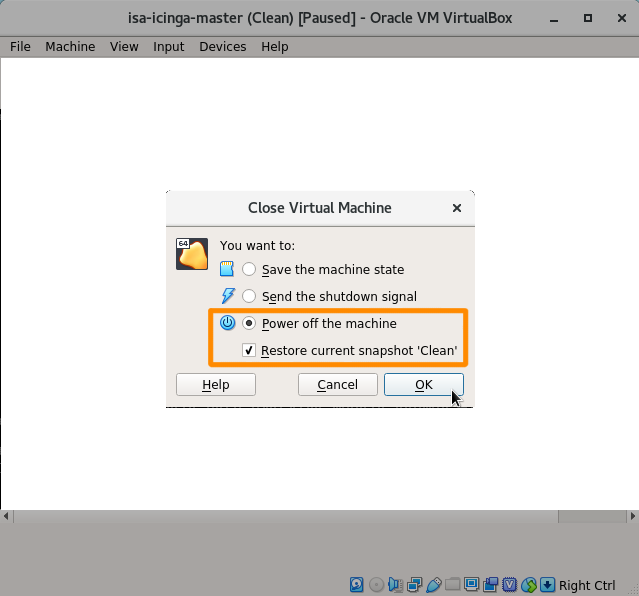 isa-icinga-master (Clean) [Paused] - Oracle VM VirtualBox
File Machine View Input Devices Help
Close Virtual Machine
64
You want to:
Save the machine state
Send the shutdown signal
Power off the machine
Restore current snapshot 'Clean'
Help Cancel OK
Right Ctrl